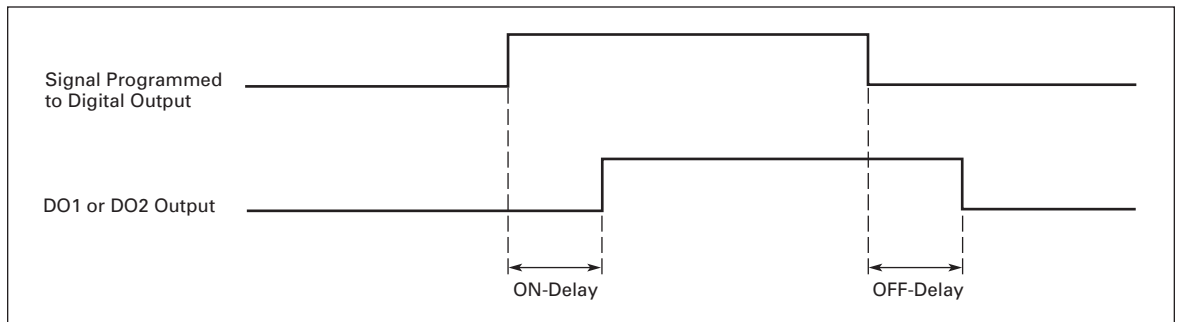 Signal Programmed
to Digital Output
DO1 or DO2 Output
ON-Delay
OFF-Delay